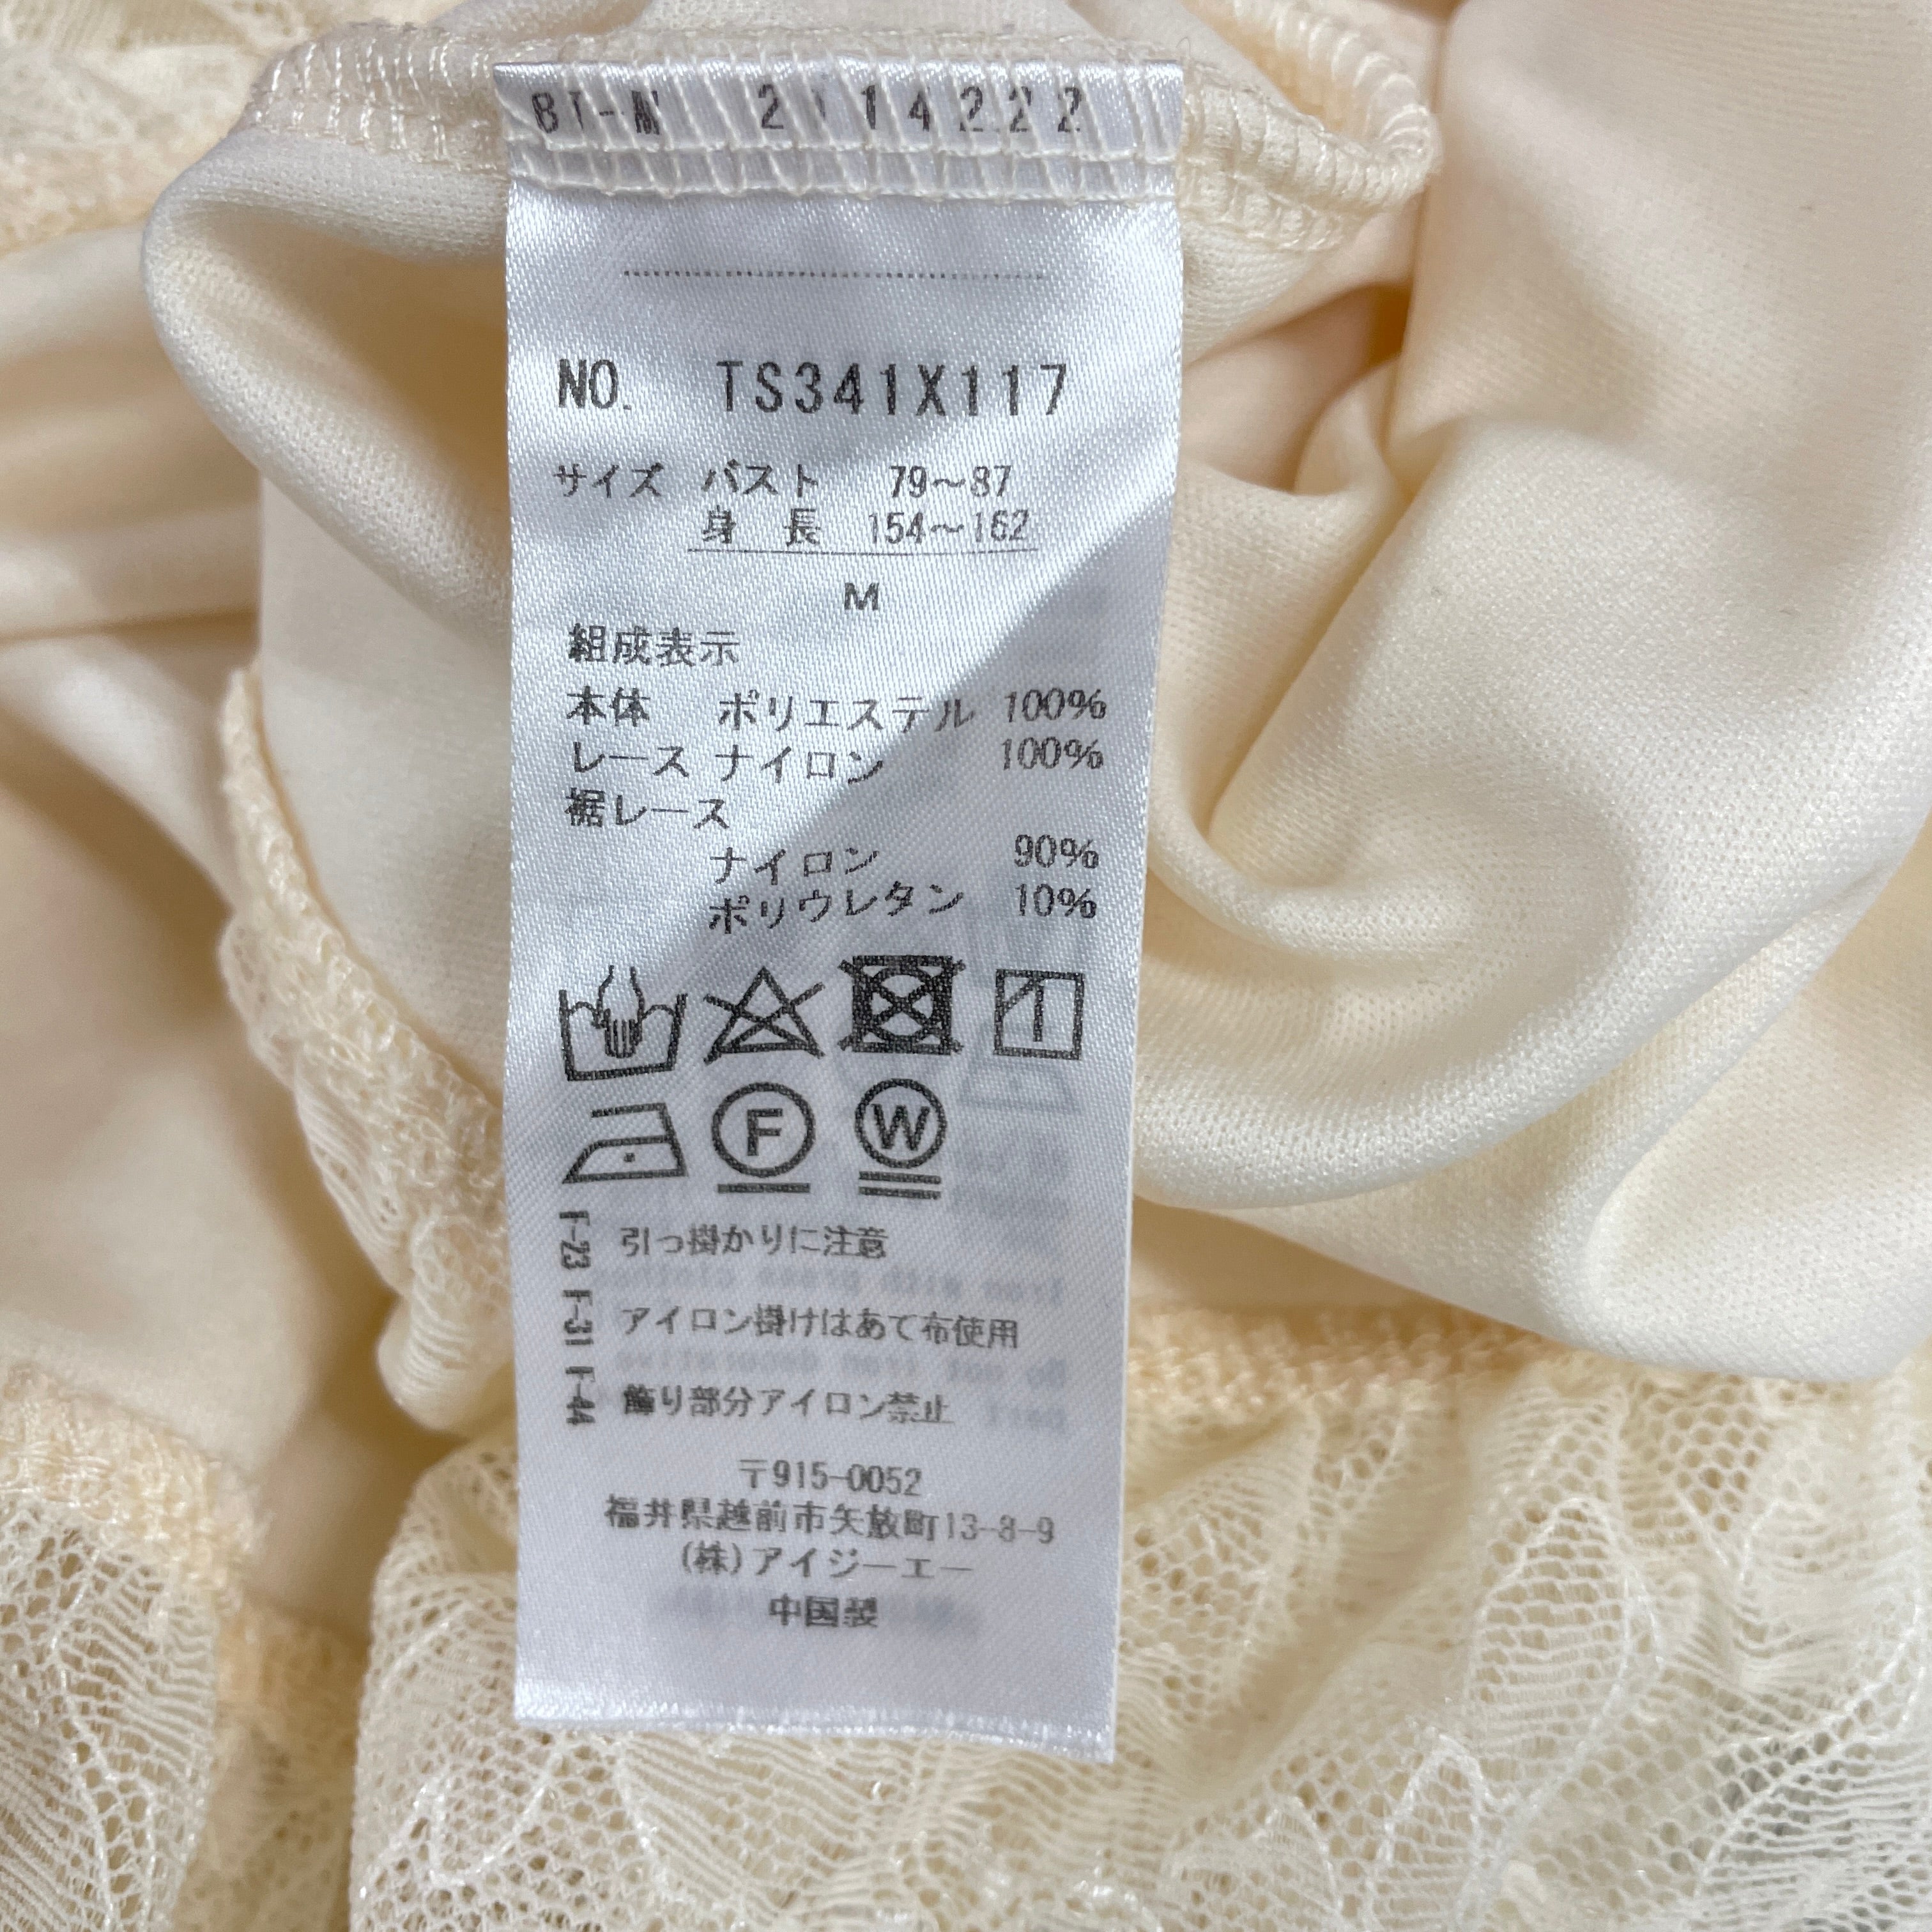 BT-M 2114222
NO. TS341X117
サイズ バスト 79〜87
身 長 154〜162
M
組成表示
本体 ポリエステル 100%
レース ナイロン 100%
裾レース
ナイロン 90%
ポリウレタン 10%
F W
F-23 引っ掛かりに注意
F-31 アイロン掛けはあて布使用
F-44 飾り部分アイロン禁止
〒915-0052
福井県越前市矢放町13-8-9
(株)アイジーエー
中国製